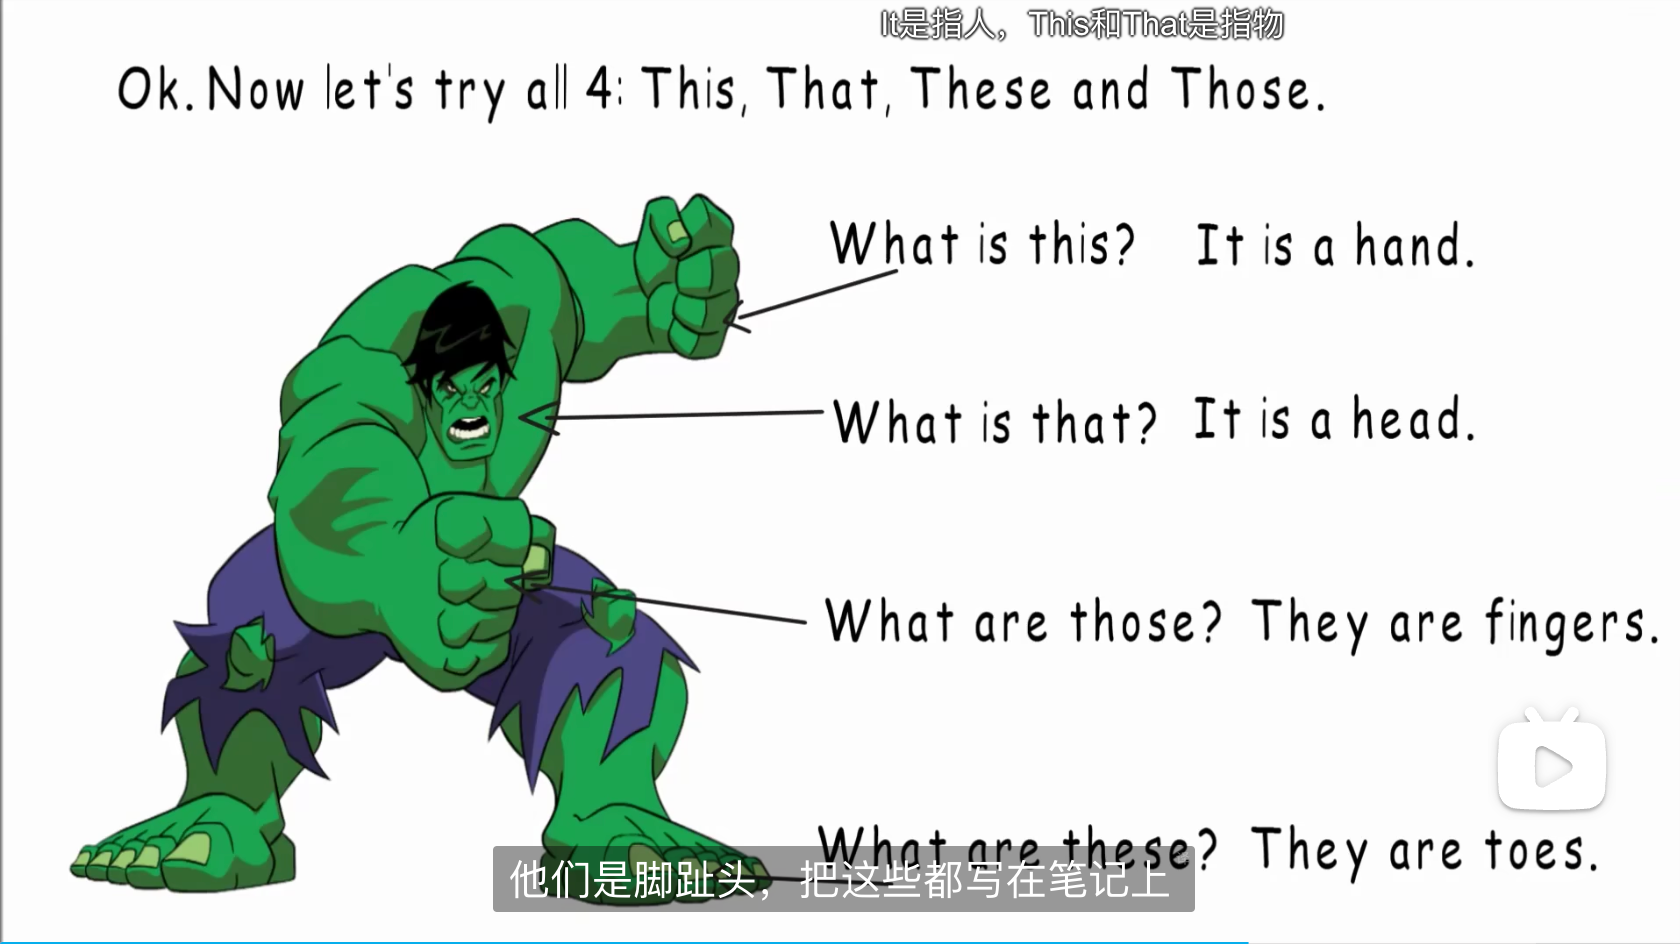 It是指人，This和That是指物
Ok. Now let's try all 4: This, That, These and Those.
What is this? It is a hand.
What is that? It is a head.
What are those? They are fingers.
What are these? They are toes.
他们是脚趾头，把这些都写在笔记上